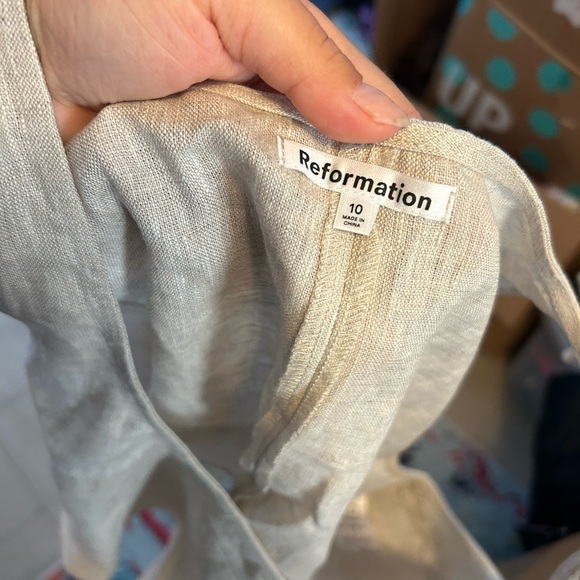 Reformation
10
MADE IN
CHINA
UP